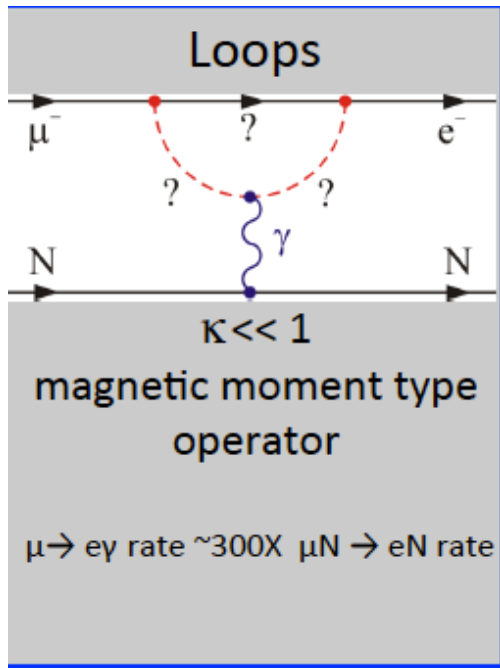 Loops
μ⁻ ? e⁻
? ?
γ
N N
κ<< 1
magnetic moment type
operator
μ→ eγ rate ~300X μN → eN rate